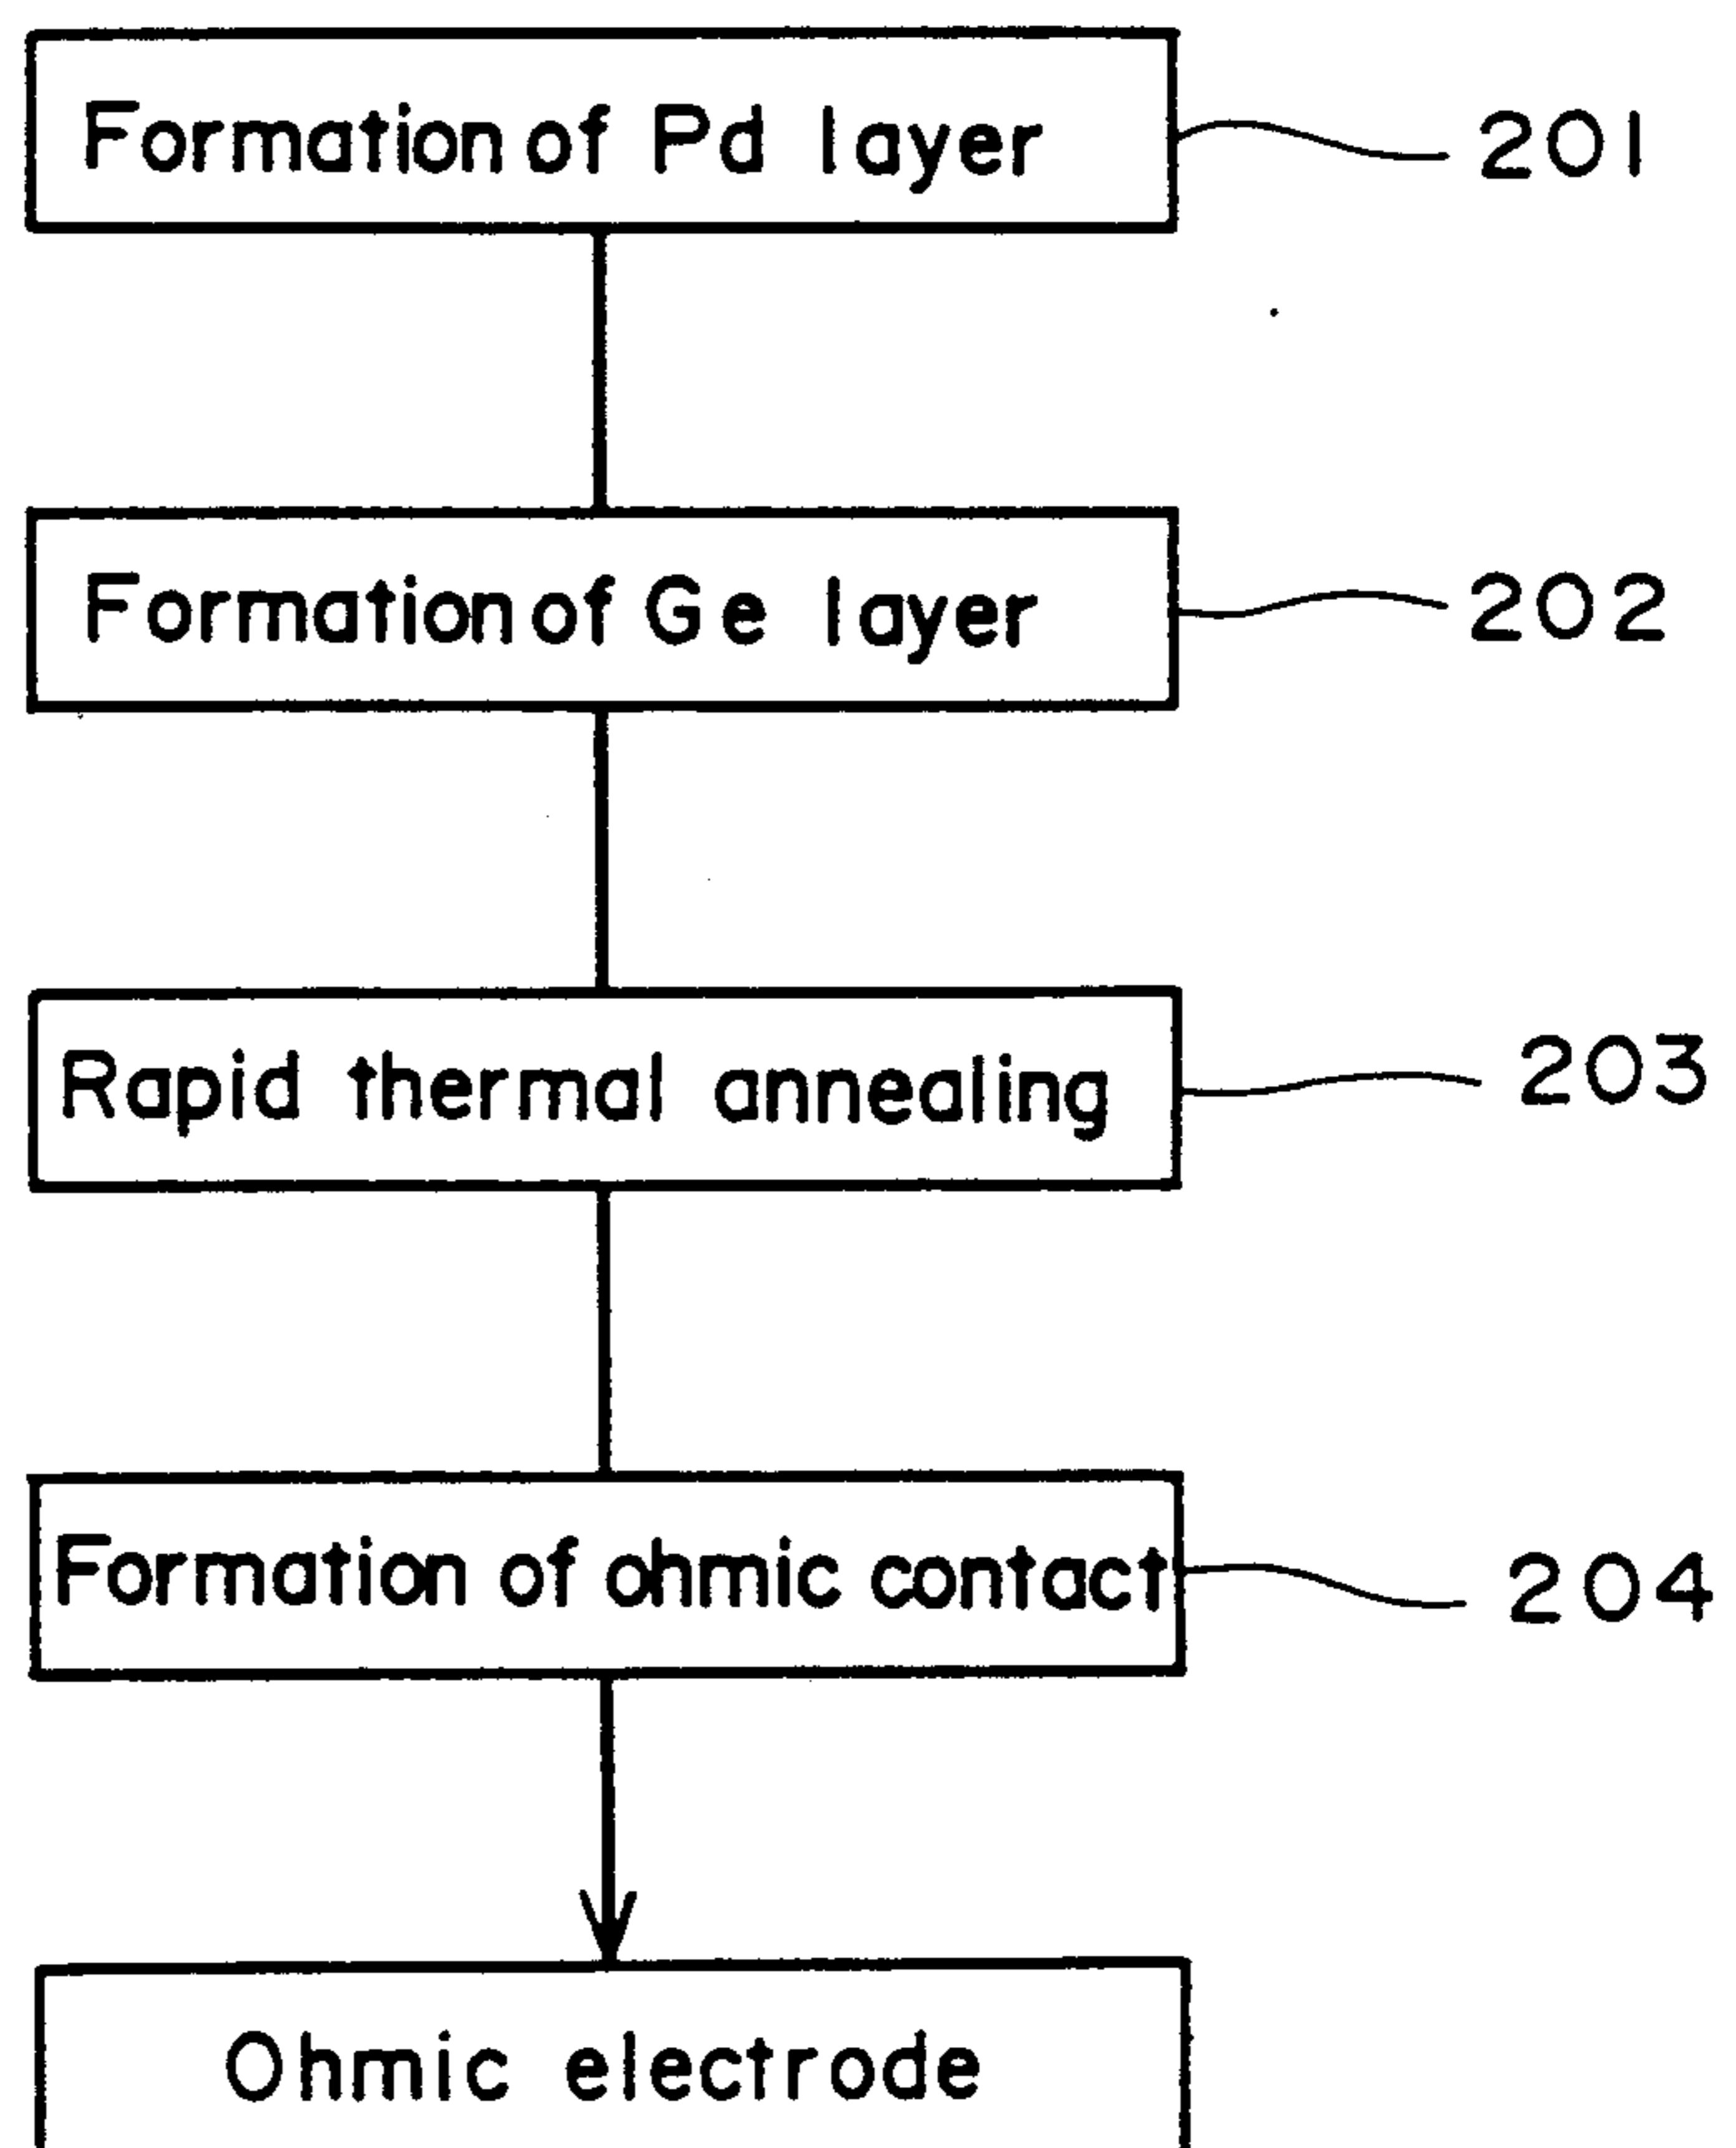 Formation of Pd layer 201
Formation of Ge layer 202
Rapid thermal annealing 203
Formation of ohmic contact 204
Ohmic electrode